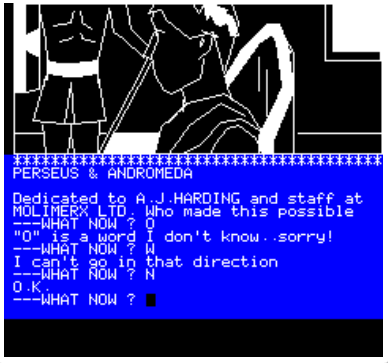 ****************************************
PERSEUS & ANDROMEDA
Dedicated to A.J.HARDING and staff at
MOLIMERX LTD. Who made this possible
---WHAT NOW ? O
"O" is a word I don't know..sorry!
---WHAT NOW ? W
I can't go in that direction
---WHAT NOW ? N
O.K.
---WHAT NOW ?